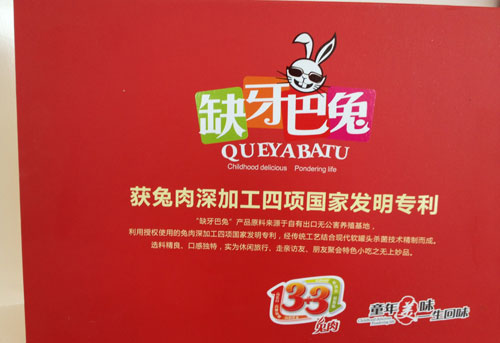 缺牙巴兔
QUEYABATU
Childhood delicious Pondering life
获兔肉深加工四项国家发明专利
“缺牙巴兔”产品原料来源于自有出口无公害养殖基地，
利用授权使用的兔肉深加工四项国家发明专利，经传统工艺结合现代软罐头杀菌技术精制而成。
选料精良、口感独特，实为休闲旅行、走亲访友、朋友聚会特色小吃之无上妙品。
133
兔肉
童年美味一生回味